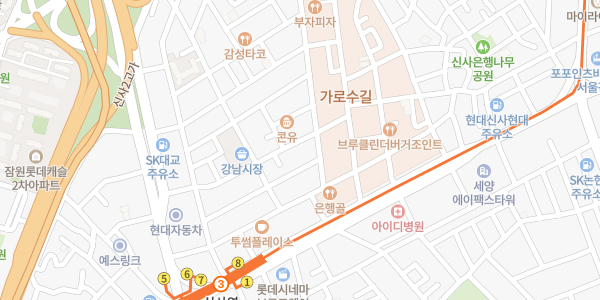 부자피자
마이라
감성타코
신사은행나무
공원
포포인츠바
서울
신사2고가
원
가로수길
콘유
현대신사현대
주유소
브루클린더버거조인트
SK대교
주유소
강남시장
잠원롯데캐슬
2차아파트
SK논현
주유소
세양
에이팩스타워
은행골
아이디병원
현대자동차
투썸플레이스
예스링크
8
5
6
7
1
3
롯데시네마